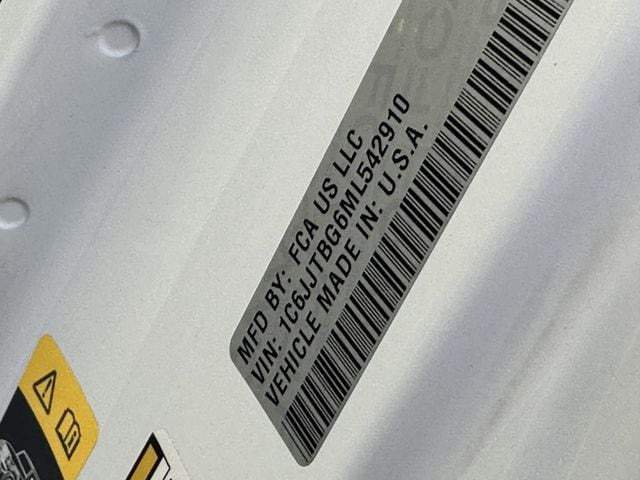 MFD BY: FCA US LLC
VIN: 1C6JJTBG6ML542910
VEHICLE MADE IN: U.S.A.